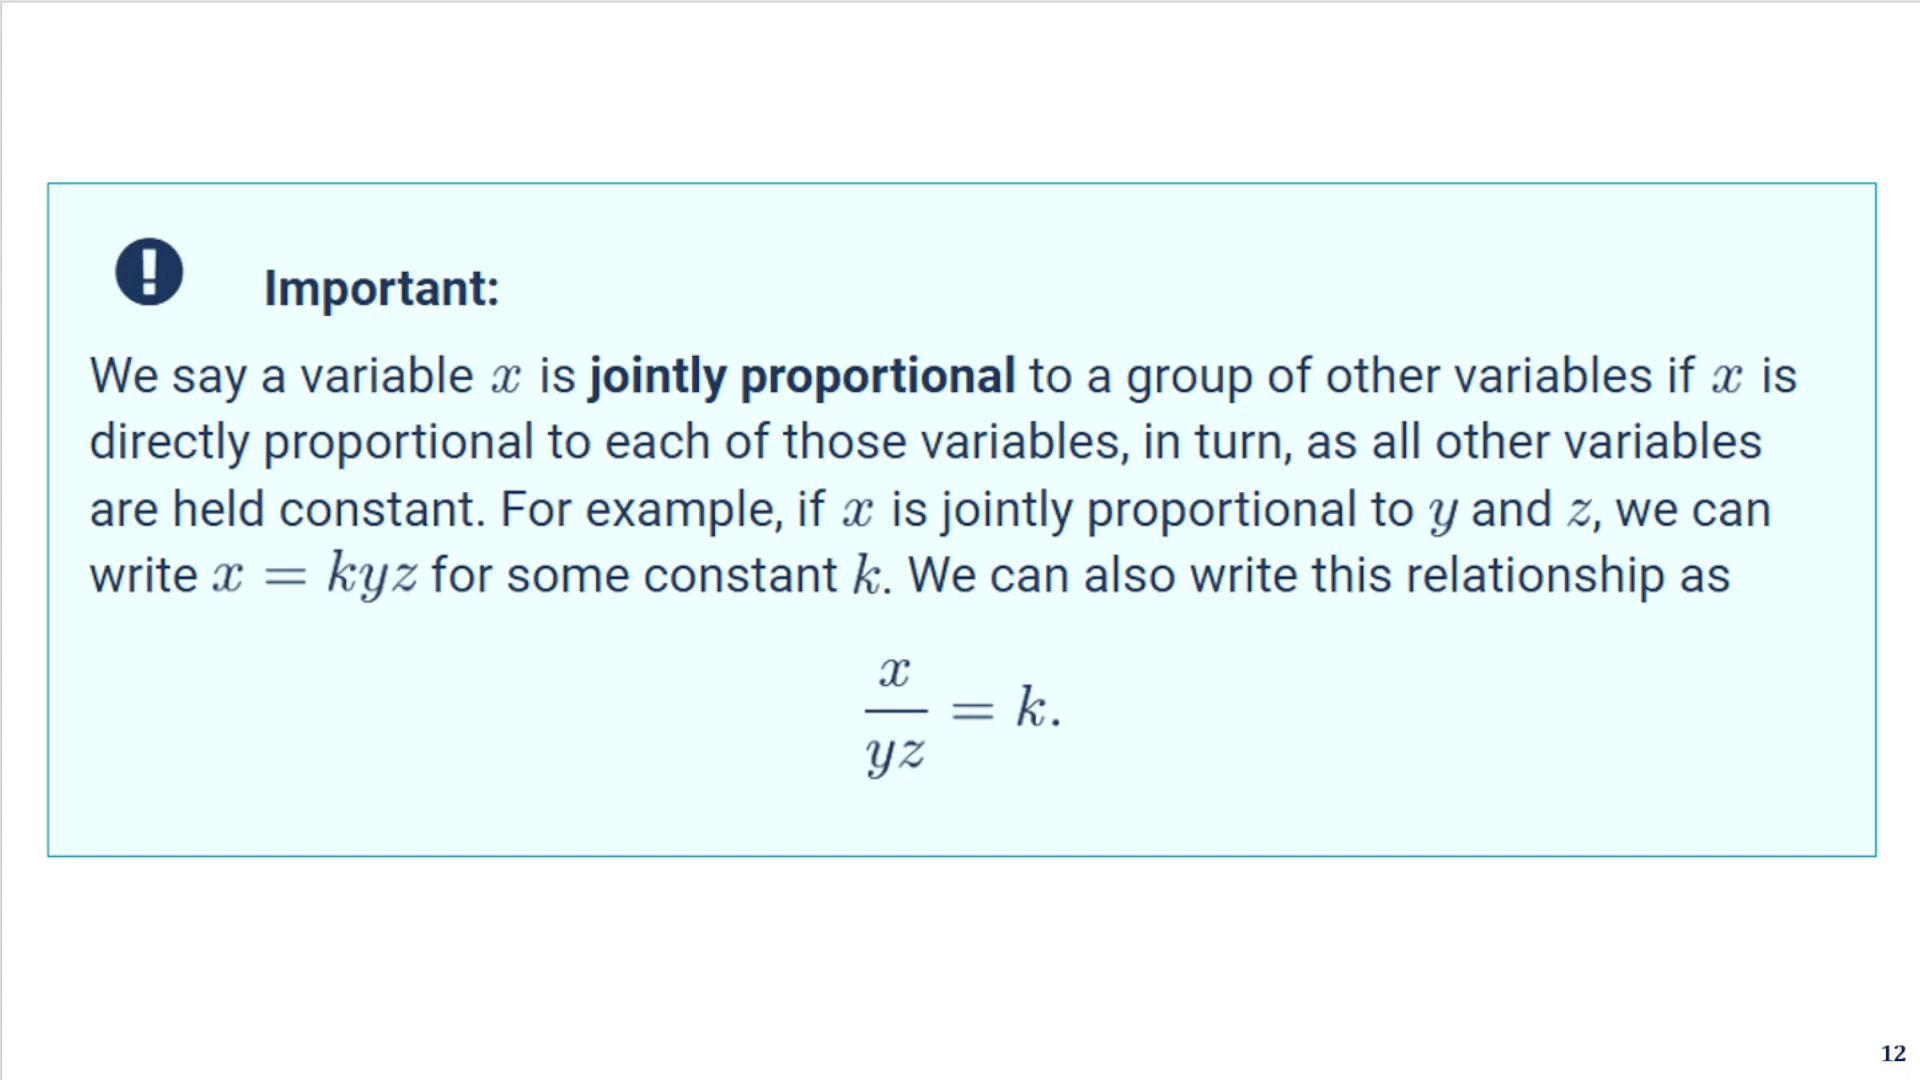 Important:
We say a variable x is jointly proportional to a group of other variables if x is
directly proportional to each of those variables, in turn, as all other variables
are held constant. For example, if x is jointly proportional to y and z, we can
write x = kyz for some constant k. We can also write this relationship as
x/yz = k.
12